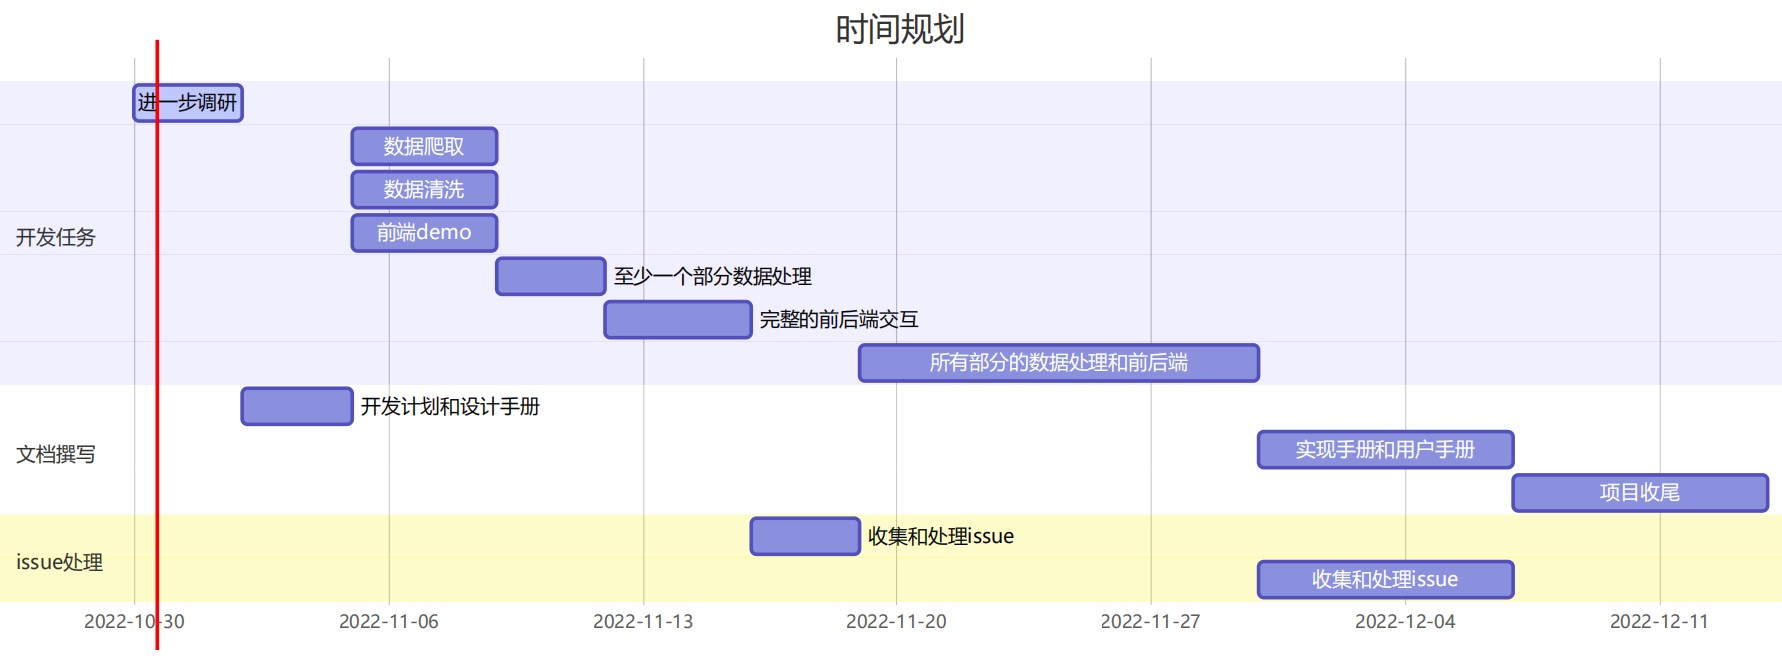 时间规划
进一步调研
数据爬取
数据清洗
前端demo
开发任务
至少一个部分数据处理
完整的前后端交互
所有部分的数据处理和前后端
开发计划和设计手册
文档撰写
实现手册和用户手册
项目收尾
收集和处理issue
issue处理
收集和处理issue
2022-10-30 2022-11-06 2022-11-13 2022-11-20 2022-11-27 2022-12-04 2022-12-11